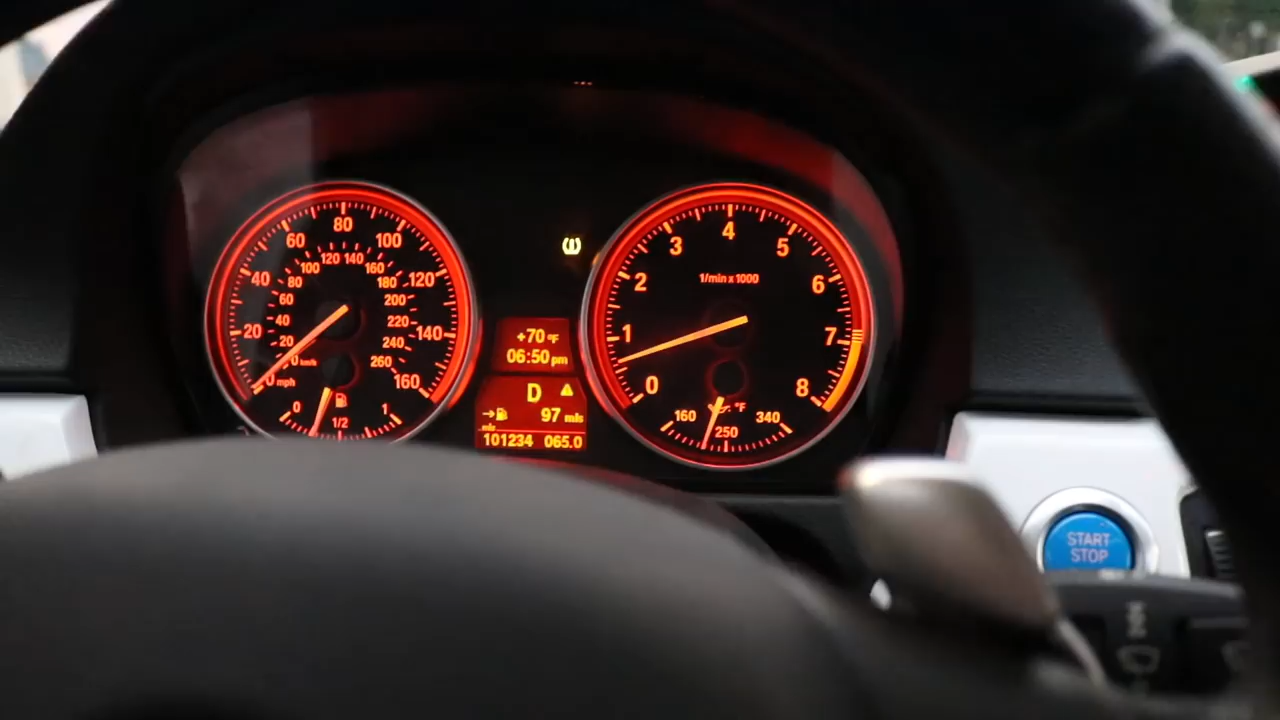 80
60 100
120 140
100 160
40 80 180 120
60 200
20 40 220 140
20 240
0 km/h 260
0 mph 160
0 1/2 1
+70 °F
06:50 pm
D
97 mls
mls
101234 065.0
4
3 5
1/min x 1000
2 6
1 7
0 8
160 °F 340
250
START
STOP